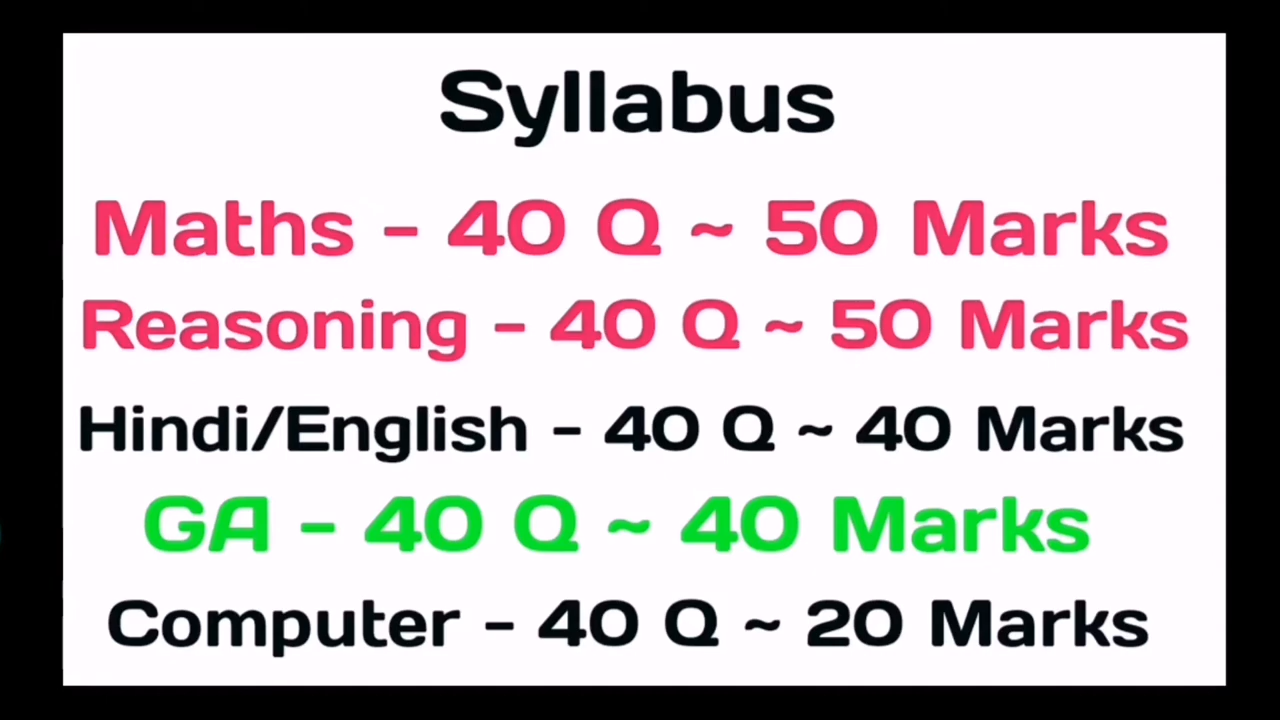 Syllabus
Maths - 40 Q ~ 50 Marks
Reasoning - 40 Q ~ 50 Marks
Hindi/English - 40 Q ~ 40 Marks
GA - 40 Q ~ 40 Marks
Computer - 40 Q ~ 20 Marks